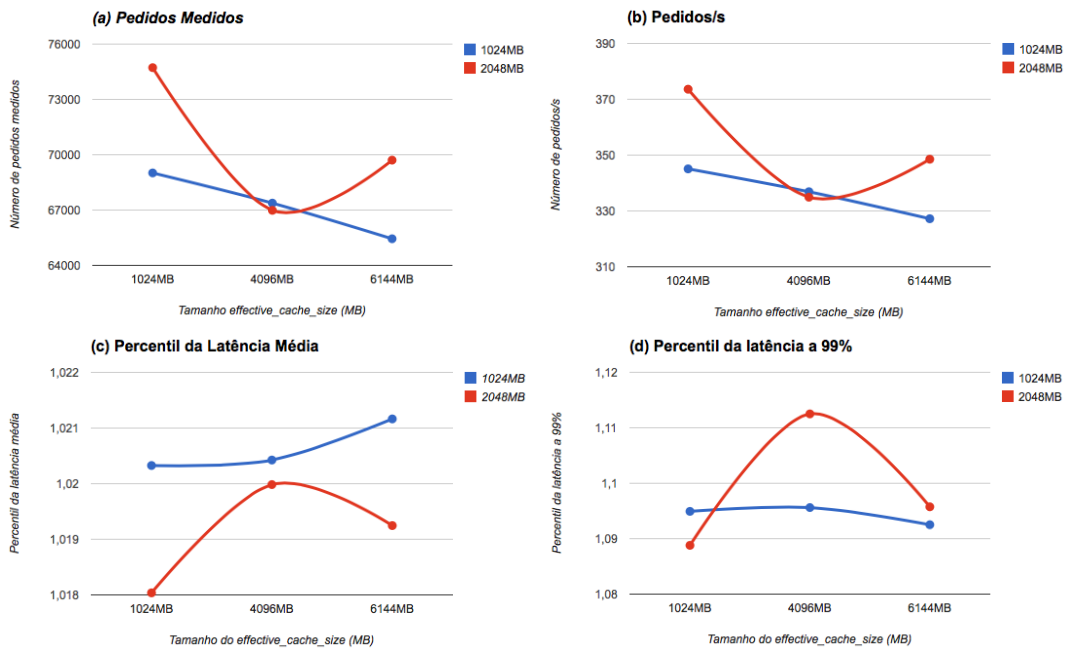 (a) Pedidos Medidos
76000
73000
70000
67000
64000
Número de pedidos medidos
1024MB
2048MB
1024MB
4096MB
6144MB
Tamanho effective_cache_size (MB)
(b) Pedidos/s
390
370
350
330
310
Número de pedidos/s
1024MB
2048MB
1024MB
4096MB
6144MB
Tamanho effective_cache_size (MB)
(c) Percentil da Latência Média
1,022
1,021
1,02
1,019
1,018
Percentil da latência média
1024MB
2048MB
1024MB
4096MB
6144MB
Tamanho do effective_cache_size (MB)
(d) Percentil da latência a 99%
1,12
1,11
1,1
1,09
1,08
Percentil da latência a 99%
1024MB
2048MB
1024MB
4096MB
6144MB
Tamanho do effective_cache_size (MB)